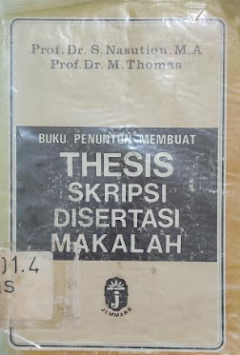 Prof. Dr. S. Nasution. M.A
Prof. Dr. M. Thomas
BUKU PENUNTUN MEMBUAT
THESIS
SKRIPSI
DISERTASI
MAKALAH
01.4
s
j
JEMMARS